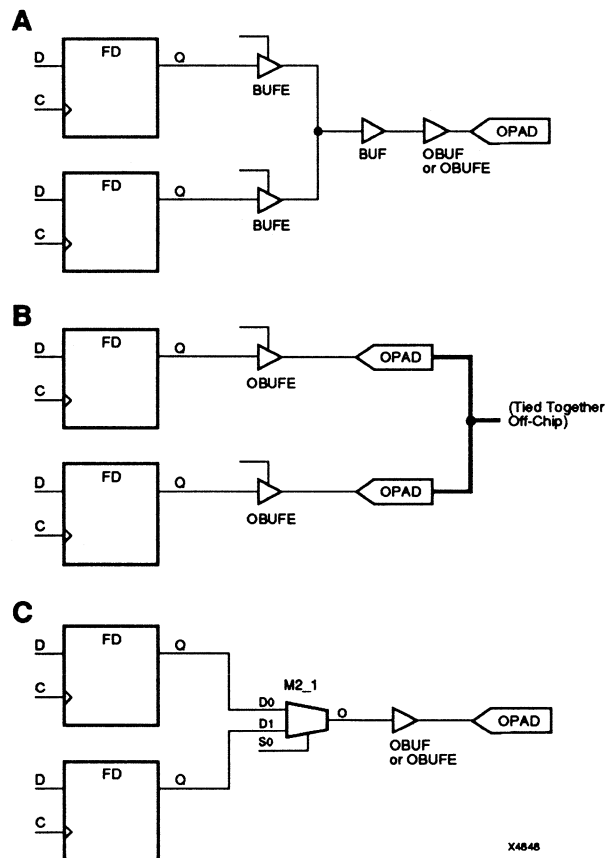 A
FD
D
Q
C
BUFE
BUF
OBUF
or OBUFE
OPAD
FD
D
Q
C
BUFE
B
FD
D
Q
C
OBUFE
OPAD
(Tied Together
Off-Chip)
FD
D
Q
C
OBUFE
OPAD
C
FD
D
Q
C
M2_1
D0
D1
S0
O
OBUF
or OBUFE
OPAD
FD
D
Q
C
X4848